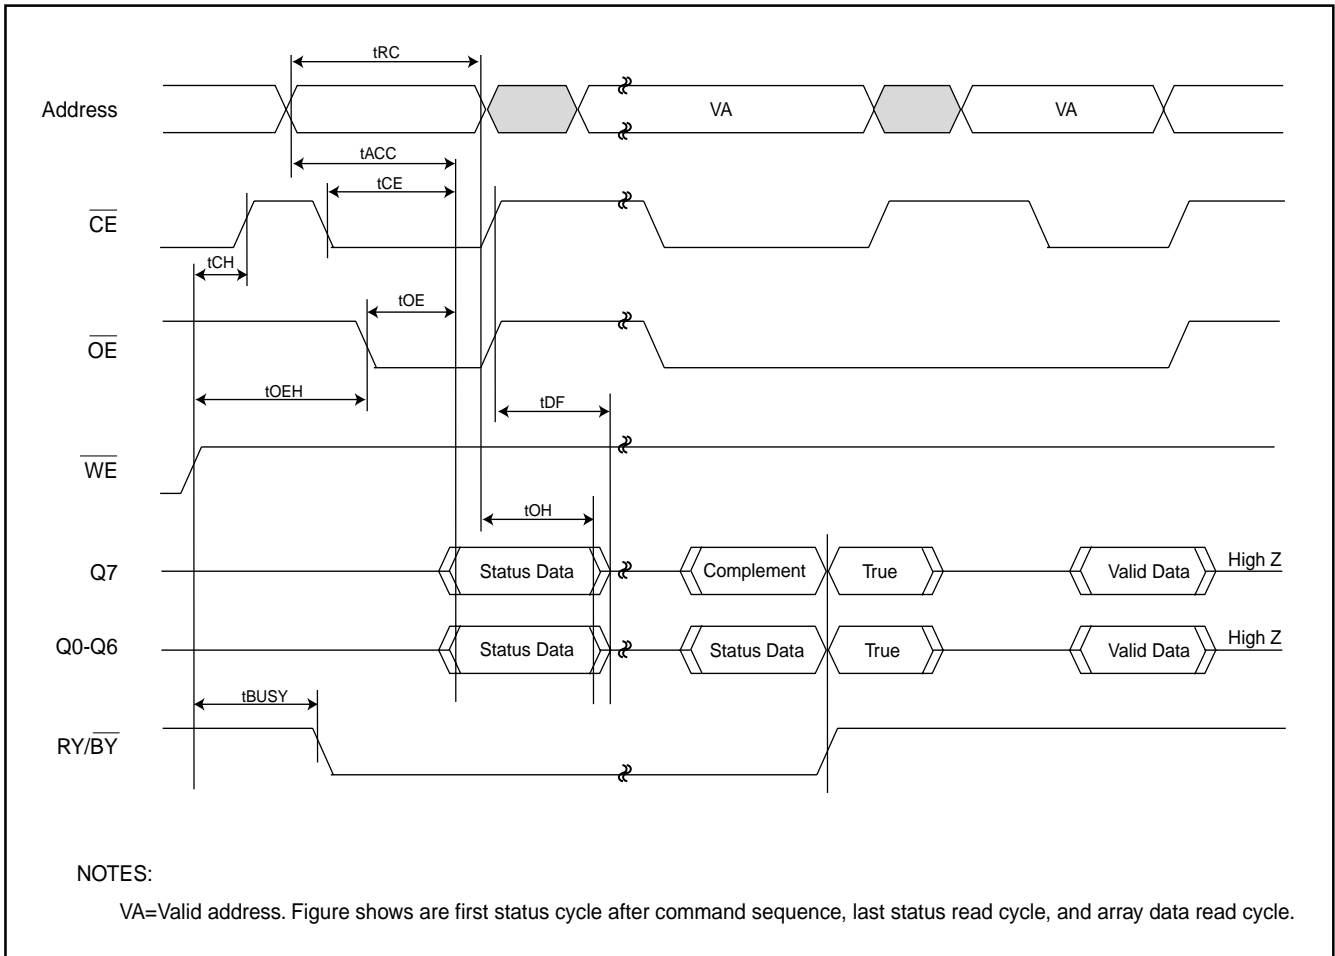 tRC
Address
VA
VA
tACC
tCE
CE
tCH
tOE
OE
tOEH
tDF
WE
tOH
Q7
Status Data
Complement
True
Valid Data
High Z
Q0-Q6
Status Data
Status Data
True
Valid Data
High Z
tBUSY
RY/BY
NOTES:
VA=Valid address. Figure shows are first status cycle after command sequence, last status read cycle, and array data read cycle.